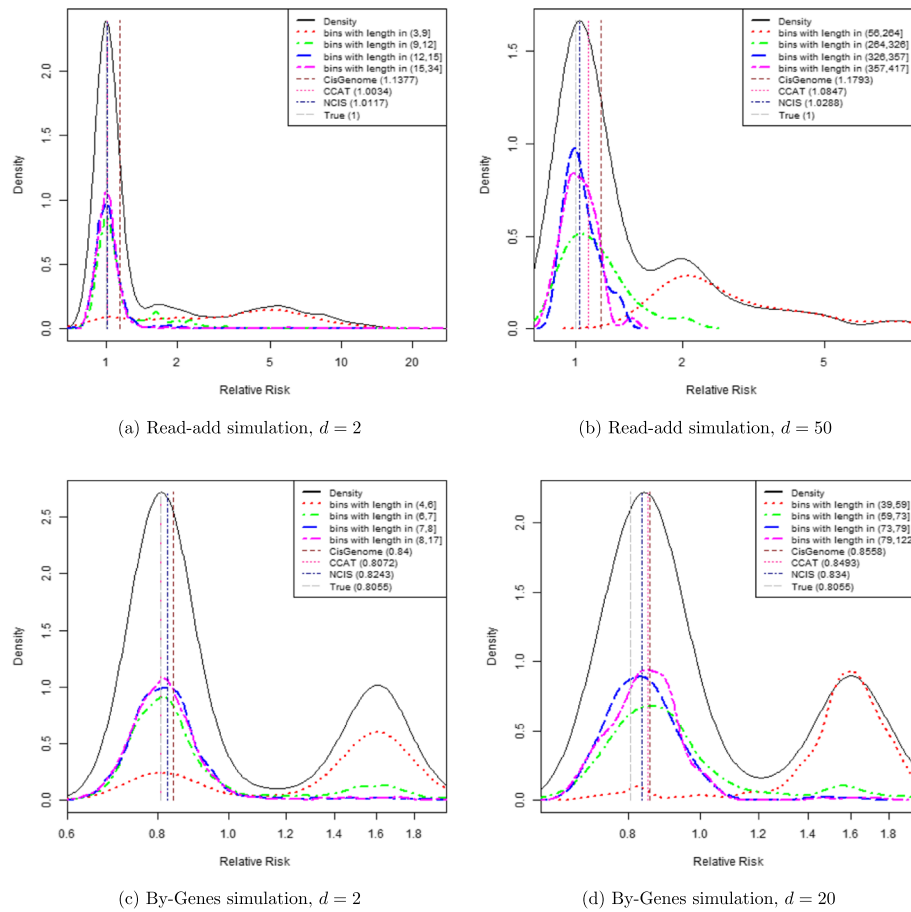 Density
bins with length in (3,9]
bins with length in (9,12]
bins with length in (12,15]
bins with length in (15,34]
CisGenome (1.1377)
CCAT (1.0034)
NCIS (1.0117)
True (1)
Density
0.0 0.5 1.0 1.5 2.0
1 2 5 10 20
Relative Risk
(a) Read-add simulation, d = 2
Density
bins with length in (56,264]
bins with length in (264,326]
bins with length in (326,357]
bins with length in (357,417]
CisGenome (1.1793)
CCAT (1.0847)
NCIS (1.0288)
True (1)
Density
0.0 0.5 1.0 1.5
1 2 5
Relative Risk
(b) Read-add simulation, d = 50
Density
bins with length in (4,6]
bins with length in (6,7]
bins with length in (7,8]
bins with length in (8,17]
CisGenome (0.84)
CCAT (0.8072)
NCIS (0.8243)
True (0.8055)
Density
0.0 0.5 1.0 1.5 2.0 2.5
0.6 0.8 1.0 1.2 1.4 1.6 1.8
Relative Risk
(c) By-Genes simulation, d = 2
Density
bins with length in (39,59]
bins with length in (59,73]
bins with length in (73,79]
bins with length in (79,122
CisGenome (0.8558)
CCAT (0.8493)
NCIS (0.834)
True (0.8055)
Density
0.0 0.5 1.0 1.5 2.0
0.8 1.0 1.2 1.4 1.6 1.8
Relative Risk
(d) By-Genes simulation, d = 20